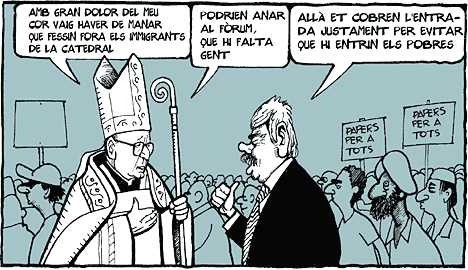 AMB GRAN DOLOR DEL MEU
COR VAIG HAVER DE MANAR
QUE FESSIN FORA ELS IMMIGRANTS
DE LA CATEDRAL
PODRIEN ANAR
AL FÒRUM,
QUE HI FALTA
GENT
ALLÀ ET COBREN L'ENTRA-
DA JUSTAMENT PER EVITAR
QUE HI ENTRIN ELS POBRES
PAPERS
PER A
TOTS
PAPERS
PER A
TOTS